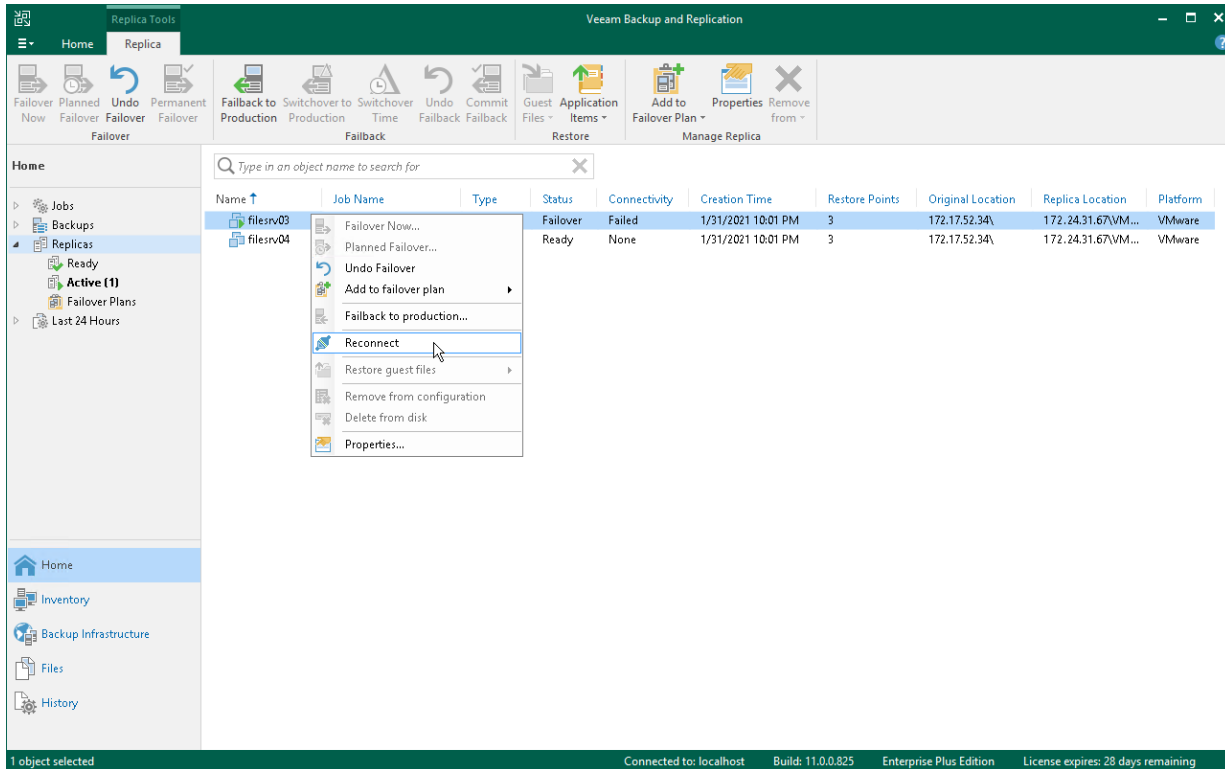 Replica Tools
Veeam Backup and Replication
Home Replica
Failover Now
Planned Failover
Undo Failover
Permanent Failover
Failback to Production
Switchover to Production
Switchover Time
Undo Failback
Commit Failback
Guest Files
Application Items
Add to Failover Plan
Properties
Remove from
Failover
Failback
Restore
Manage Replica
Home
Jobs
Backups
Replicas
Ready
Active (1)
Failover Plans
Last 24 Hours
Type in an object name to search for
Name Job Name Type Status Connectivity Creation Time Restore Points Original Location Replica Location Platform
filesrv03 Failover Failed 1/31/2021 10:01 PM 3 172.17.52.34\ 172.24.31.67\VM... VMware
filesrv04 Ready None 1/31/2021 10:01 PM 3 172.17.52.34\ 172.24.31.67\VM... VMware
Failover Now...
Planned Failover...
Undo Failover
Add to failover plan
Failback to production...
Reconnect
Restore guest files
Remove from configuration
Delete from disk
Properties...
Home
Inventory
Backup Infrastructure
Files
History
1 object selected
Connected to: localhost Build: 11.0.0.825 Enterprise Plus Edition License expires: 28 days remaining